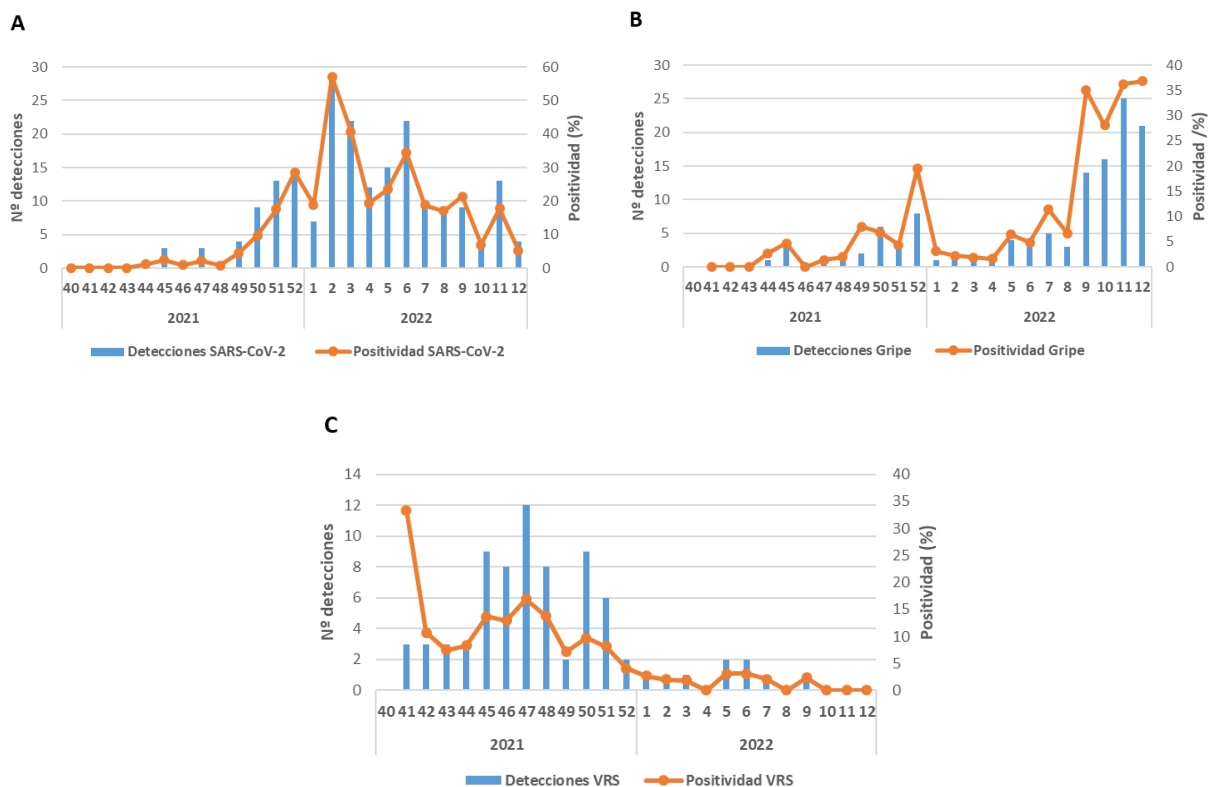 A
30 60
25 50
20 40
15 30
10 20
5 10
0 0
Nº detecciones
Positividad (%)
40 41 42 43 44 45 46 47 48 49 50 51 52 1 2 3 4 5 6 7 8 9 10 11 12
2021 2022
Detecciones SARS-CoV-2 Positividad SARS-CoV-2
B
30 40
25 35
20 30
15 25
10 20
5 15
0 10
5
0
Nº detecciones
Positividad /%)
40 41 42 43 44 45 46 47 48 49 50 51 52 1 2 3 4 5 6 7 8 9 10 11 12
2021 2022
Detecciones Gripe Positividad Gripe
C
14 40
12 35
10 30
8 25
6 20
4 15
2 10
0 5
0
Nº detecciones
Positividad (%)
40 41 42 43 44 45 46 47 48 49 50 51 52 1 2 3 4 5 6 7 8 9 10 11 12
2021 2022
Detecciones VRS Positividad VRS